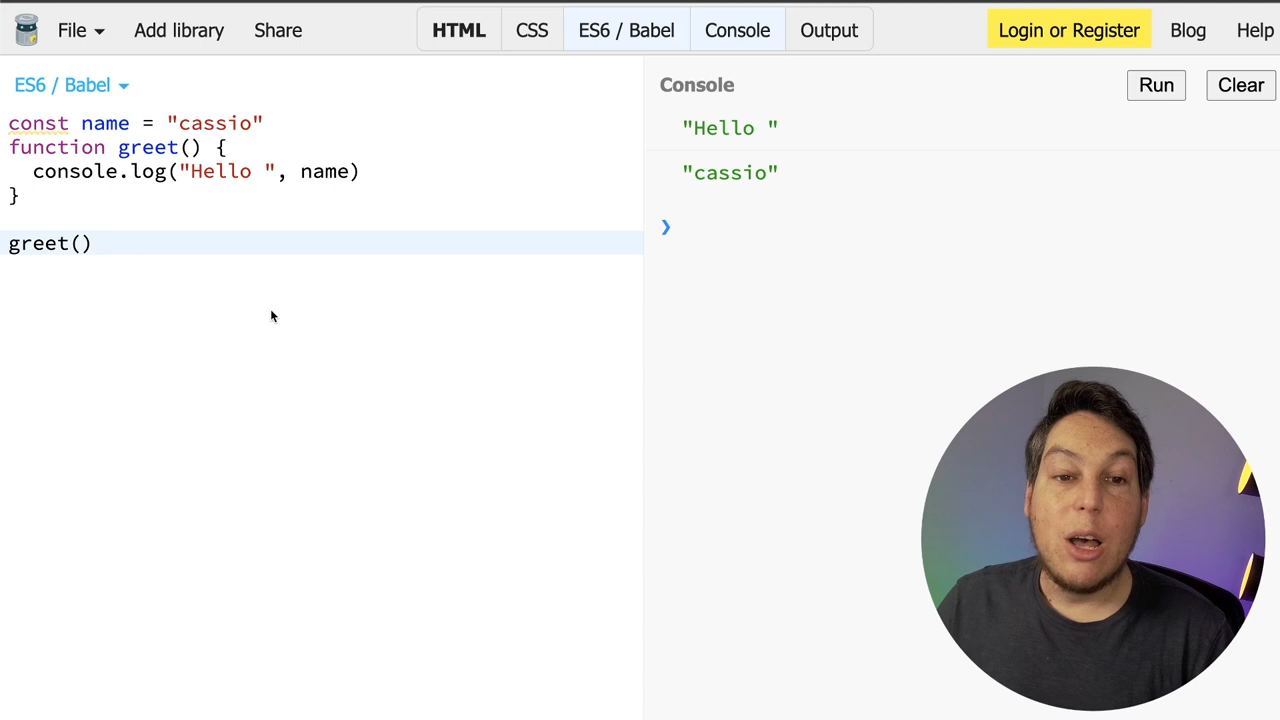 File Add library Share HTML CSS ES6 / Babel Console Output Login or Register Blog Help
ES6 / Babel
const name = "cassio"
function greet() {
  console.log("Hello ", name)
}
greet()
Console Run Clear
"Hello "
"cassio"
❯